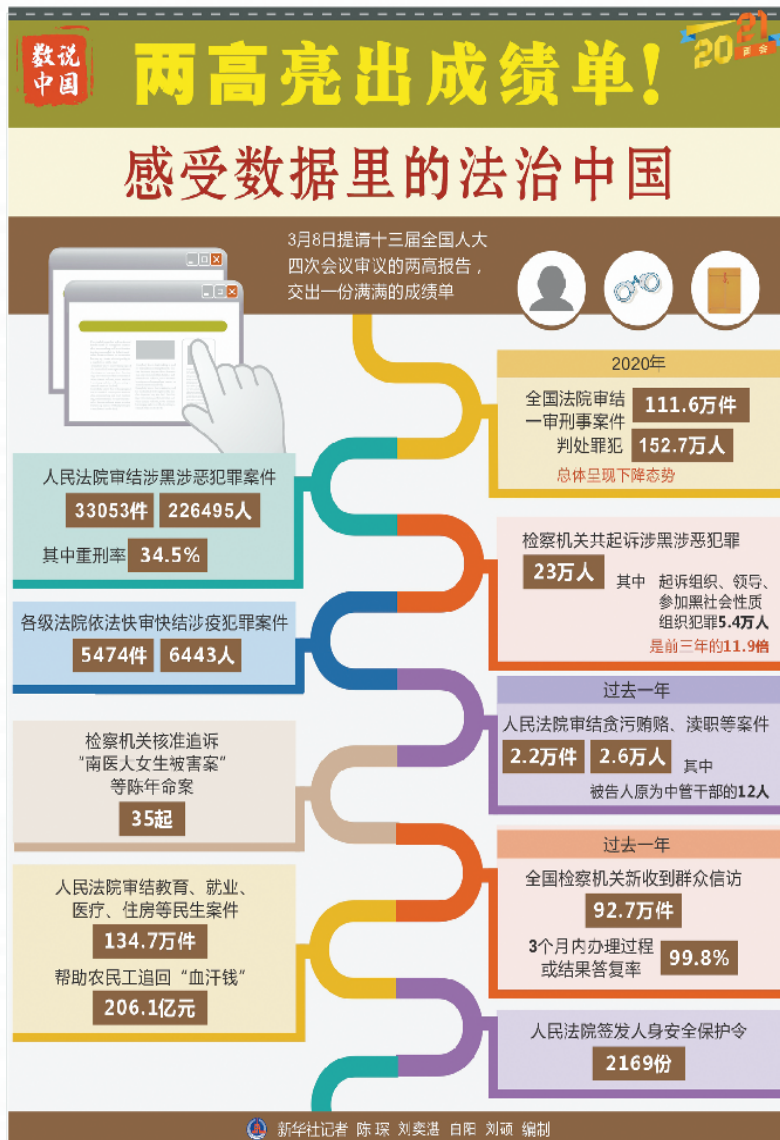 数说
中国
两高亮出成绩单!
2021
两会
感受数据里的法治中国
3月8日提请十三届全国人大
四次会议审议的两高报告，
交出一份满满的成绩单
2020年
全国法院审结
一审刑事案件
111.6万件
判处罪犯
152.7万人
总体呈现下降态势
人民法院审结涉黑涉恶犯罪案件
33053件 226495人
其中重刑率 34.5%
检察机关共起诉涉黑涉恶犯罪
23万人
其中 起诉组织、领导、
参加黑社会性质
组织犯罪5.4万人
是前三年的11.9倍
各级法院依法快审快结涉疫犯罪案件
5474件 6443人
过去一年
人民法院审结贪污贿赂、渎职等案件
2.2万件 2.6万人 其中
被告人原为中管干部的12人
检察机关核准追诉
“南医大女生被害案”
等陈年命案
35起
过去一年
全国检察机关新收到群众信访
92.7万件
3个月内办理过程
或结果答复率
99.8%
人民法院审结教育、就业、
医疗、住房等民生案件
134.7万件
帮助农民工追回“血汗钱”
206.1亿元
人民法院签发人身安全保护令
2169份
新华社记者 陈琛 刘奕湛 白阳 刘硕 编制